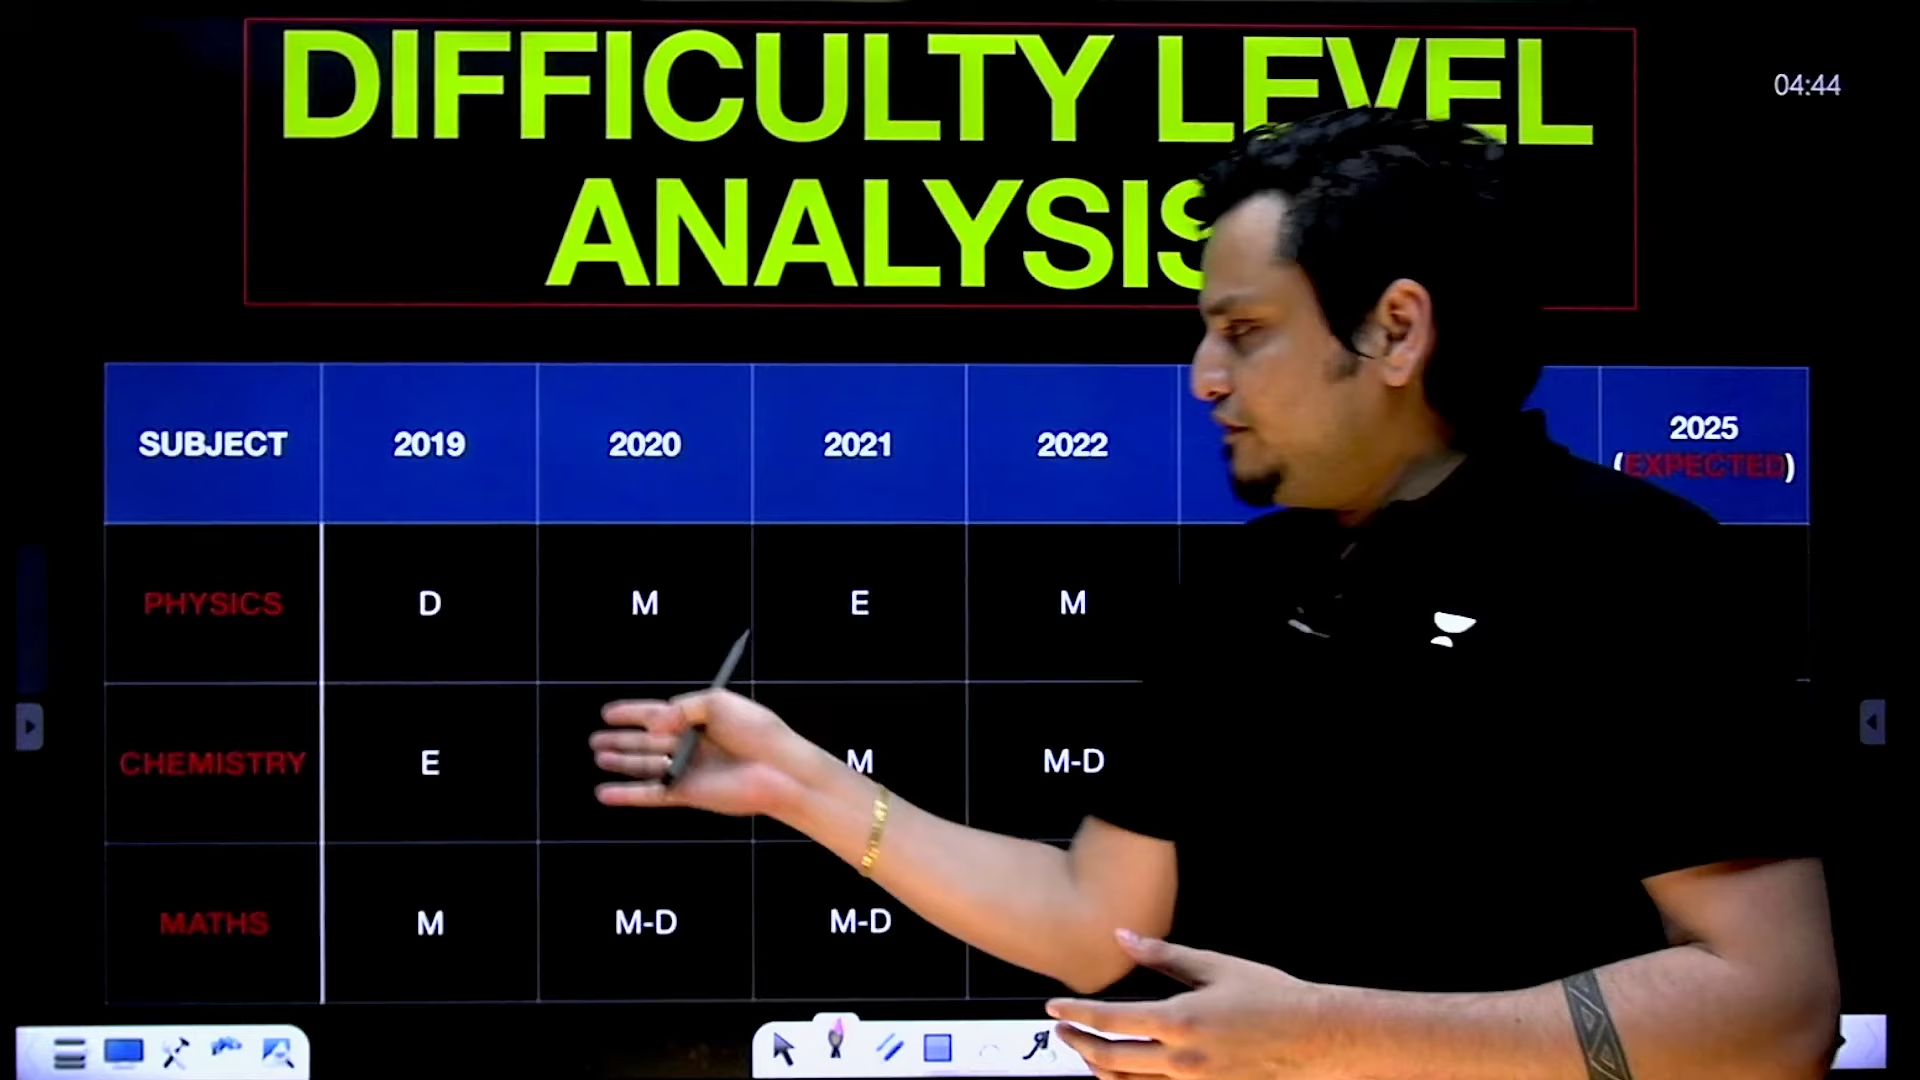 DIFFICULTY LEVEL
ANALYSIS
04:44
SUBJECT 2019 2020 2021 2022 2025
(EXPECTED)
PHYSICS D M E M
CHEMISTRY E M M-D
MATHS M M-D M-D